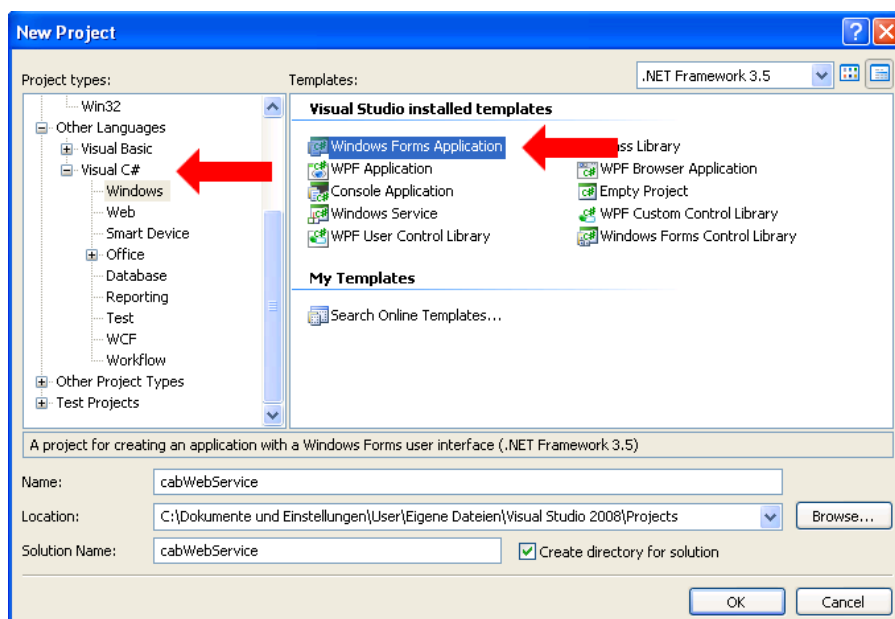 New Project
Project types:
Templates:
.NET Framework 3.5
Win32
Other Languages
Visual Basic
Visual C#
Windows
Web
Smart Device
Office
Database
Reporting
Test
WCF
Workflow
Other Project Types
Test Projects
Visual Studio installed templates
Windows Forms Application
WPF Application
Console Application
Windows Service
WPF User Control Library
Library
WPF Browser Application
Empty Project
WPF Custom Control Library
Windows Forms Control Library
My Templates
Search Online Templates...
A project for creating an application with a Windows Forms user interface (.NET Framework 3.5)
Name:
cabWebService
Location:
C:\Dokumente und Einstellungen\User\Eigene Dateien\Visual Studio 2008\Projects
Browse...
Solution Name:
cabWebService
Create directory for solution
OK
Cancel